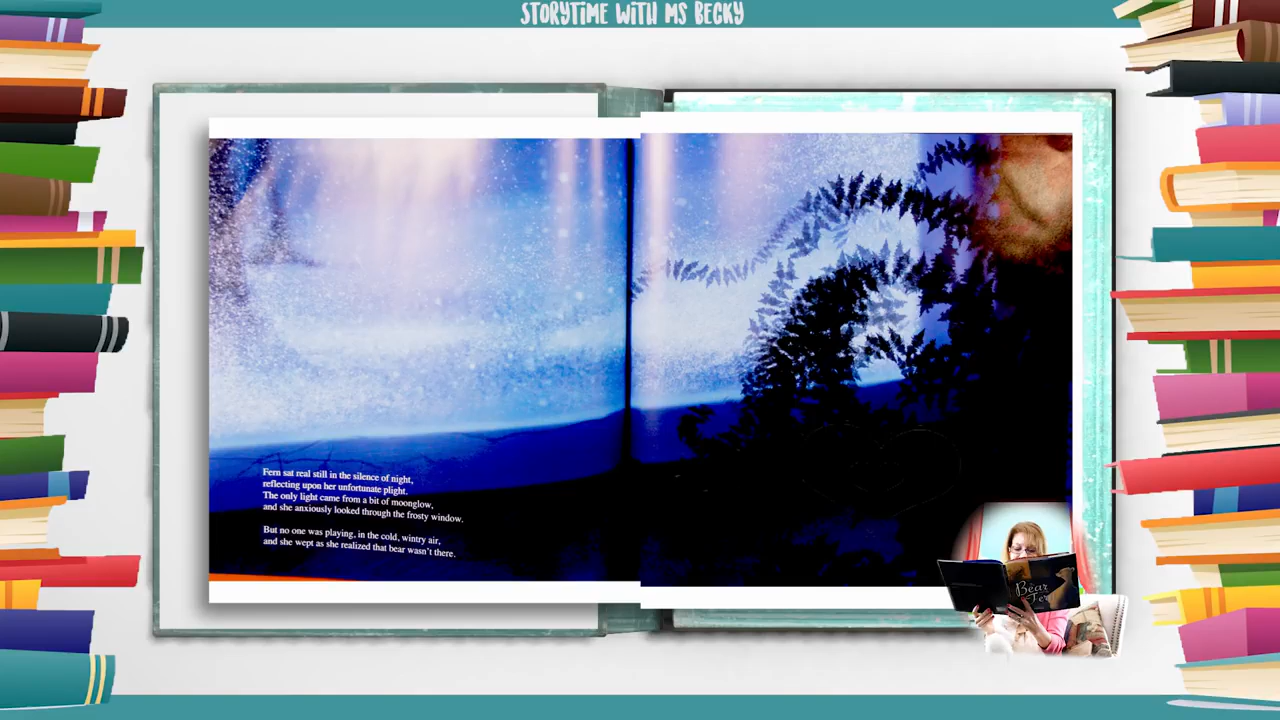 STORYTIME WITH MS BECKY
Fern sat real still in the silence of night,
reflecting upon her unfortunate plight.
The only light came from a bit of moonglow,
and she anxiously looked through the frosty window.
But no one was playing, in the cold, wintry air,
and she wept as she realized that bear wasn't there.
Bear